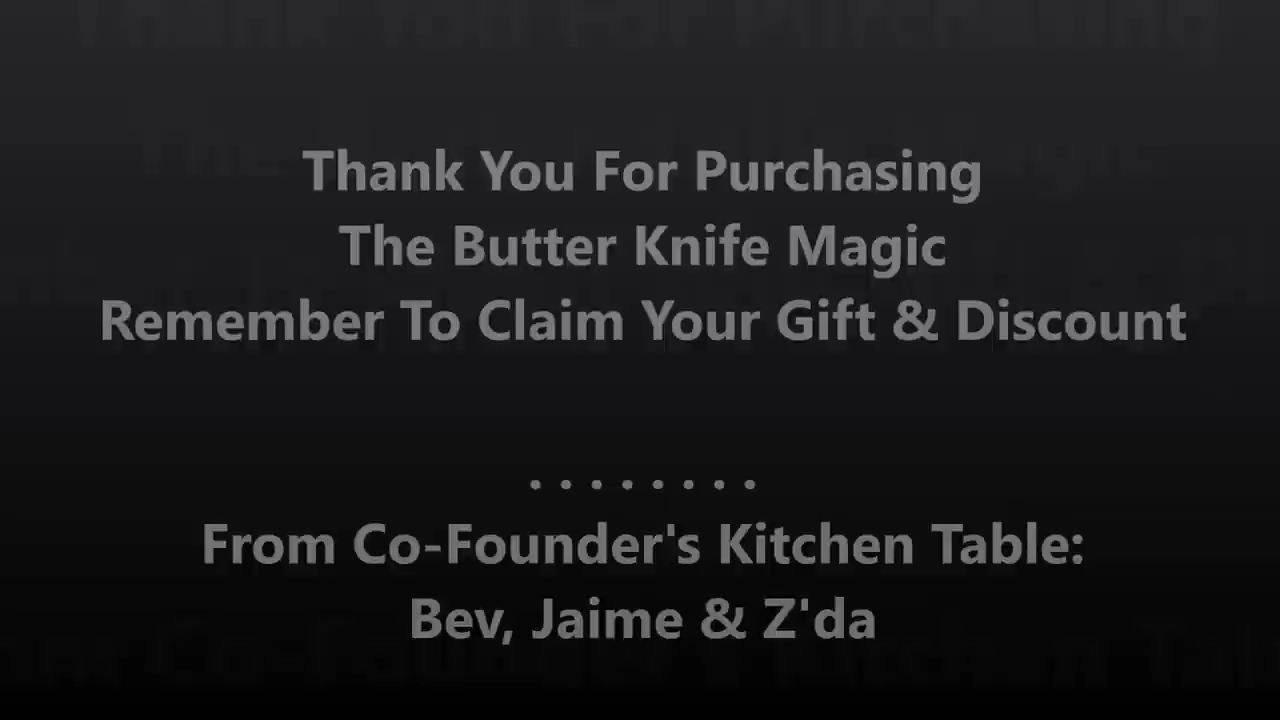 Thank You For Purchasing
The Butter Knife Magic
Remember To Claim Your Gift & Discount
. . . . . . . .
From Co-Founder's Kitchen Table:
Bev, Jaime & Z'da